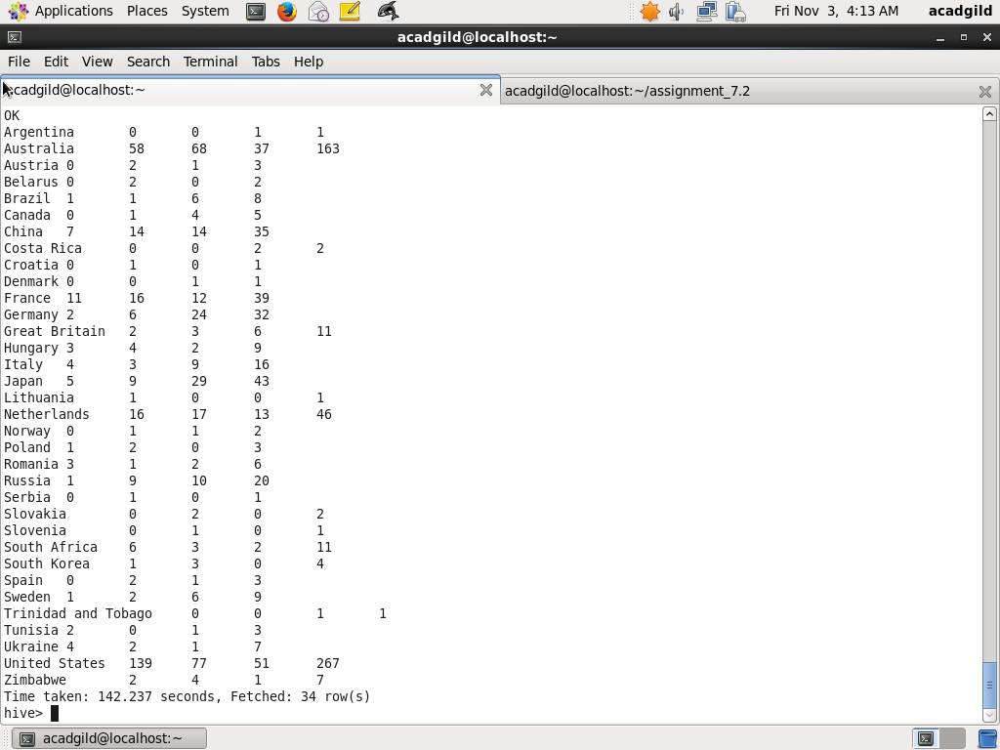 Applications Places System Fri Nov 3, 4:13 AM acadgild
acadgild@localhost:~
File Edit View Search Terminal Tabs Help
acadgild@localhost:~ acadgild@localhost:~/assignment_7.2
OK
Argentina 0 0 1 1
Australia 58 68 37 163
Austria 0 2 1 3
Belarus 0 2 0 2
Brazil 1 1 6 8
Canada 0 1 4 5
China 7 14 14 35
Costa Rica 0 0 2 2
Croatia 0 1 0 1
Denmark 0 0 1 1
France 11 16 12 39
Germany 2 6 24 32
Great Britain 2 3 6 11
Hungary 3 4 2 9
Italy 4 3 9 16
Japan 5 9 29 43
Lithuania 1 0 0 1
Netherlands 16 17 13 46
Norway 0 1 1 2
Poland 1 2 0 3
Romania 3 1 2 6
Russia 1 9 10 20
Serbia 0 1 0 1
Slovakia 0 2 0 2
Slovenia 0 1 0 1
South Africa 6 3 2 11
South Korea 1 3 0 4
Spain 0 2 1 3
Sweden 1 2 6 9
Trinidad and Tobago 0 0 1 1
Tunisia 2 0 1 3
Ukraine 4 2 1 7
United States 139 77 51 267
Zimbabwe 2 4 1 7
Time taken: 142.237 seconds, Fetched: 34 row(s)
hive>
acadgild@localhost:~